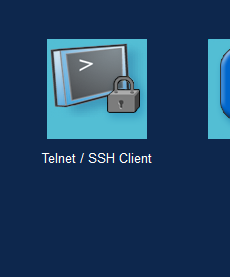 >
Telnet / SSH Client